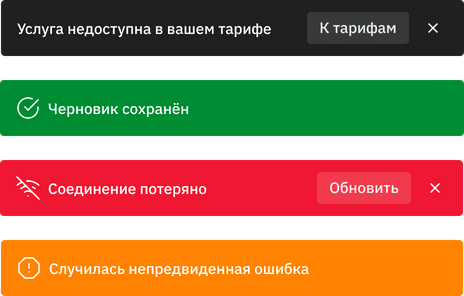 Услуга недоступна в вашем тарифе К тарифам
Черновик сохранён
Соединение потеряно Обновить
Случилась непредвиденная ошибка